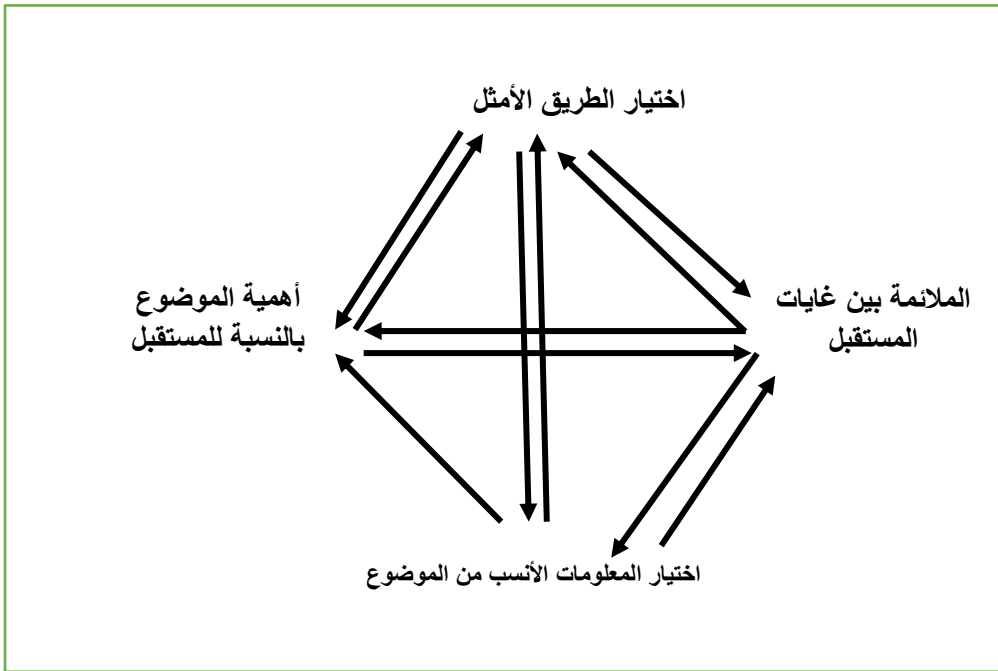 اختيار الطريق الأمثل
الملائمة بين غايات
المستقبل
أهمية الموضوع
بالنسبة للمستقبل
اختيار المعلومات الأنسب من الموضوع